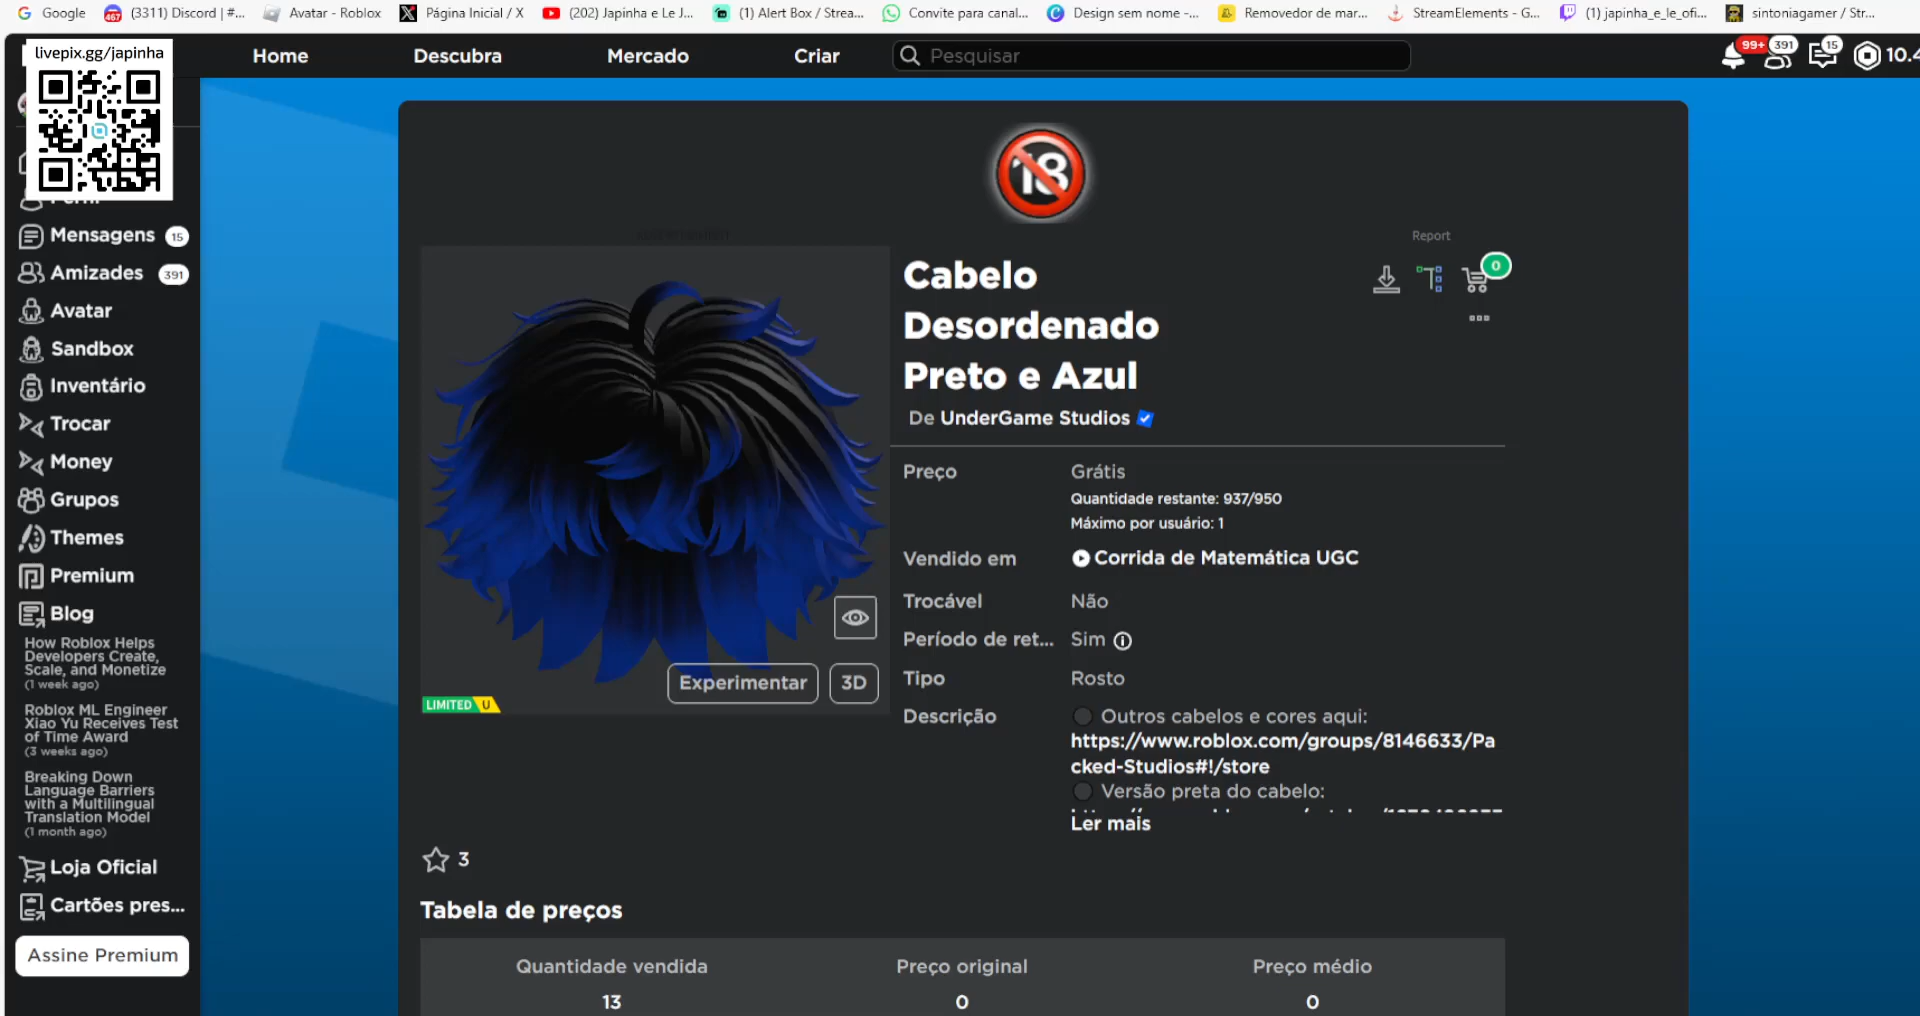 Google
(3311) Discord | #...
Avatar - Roblox
Página Inicial / X
(202) Japinha e Le J...
(1) Alert Box / Strea...
Convite para canal...
Design sem nome -...
Removedor de mar...
StreamElements - G...
(1) japinha_e_le_ofi...
sintoniagamer / Str...
livepix.gg/japinha
Home
Descubra
Mercado
Criar
Pesquisar
99+
391
15
10.4
Mensagens 15
Amizades 391
Avatar
Sandbox
Inventário
Trocar
Money
Grupos
Themes
Premium
Blog
How Roblox Helps
Developers Create,
Scale, and Monetize
(1 week ago)
Roblox ML Engineer
Xiao Yu Receives Test
of Time Award
(3 weeks ago)
Breaking Down
Language Barriers
with a Multilingual
Translation Model
(1 month ago)
Loja Oficial
Cartões pres...
Assine Premium
18
Report
0
Cabelo
Desordenado
Preto e Azul
De UnderGame Studios
Experimentar
3D
LIMITED U
Preço Grátis
Quantidade restante: 937/950
Máximo por usuário: 1
Vendido em Corrida de Matemática UGC
Trocável Não
Período de ret... Sim
Tipo Rosto
Descrição Outros cabelos e cores aqui:
https://www.roblox.com/groups/8146633/Pa
cked-Studios#!/store
Versão preta do cabelo:
Ler mais
3
Tabela de preços
Quantidade vendida
13
Preço original
0
Preço médio
0